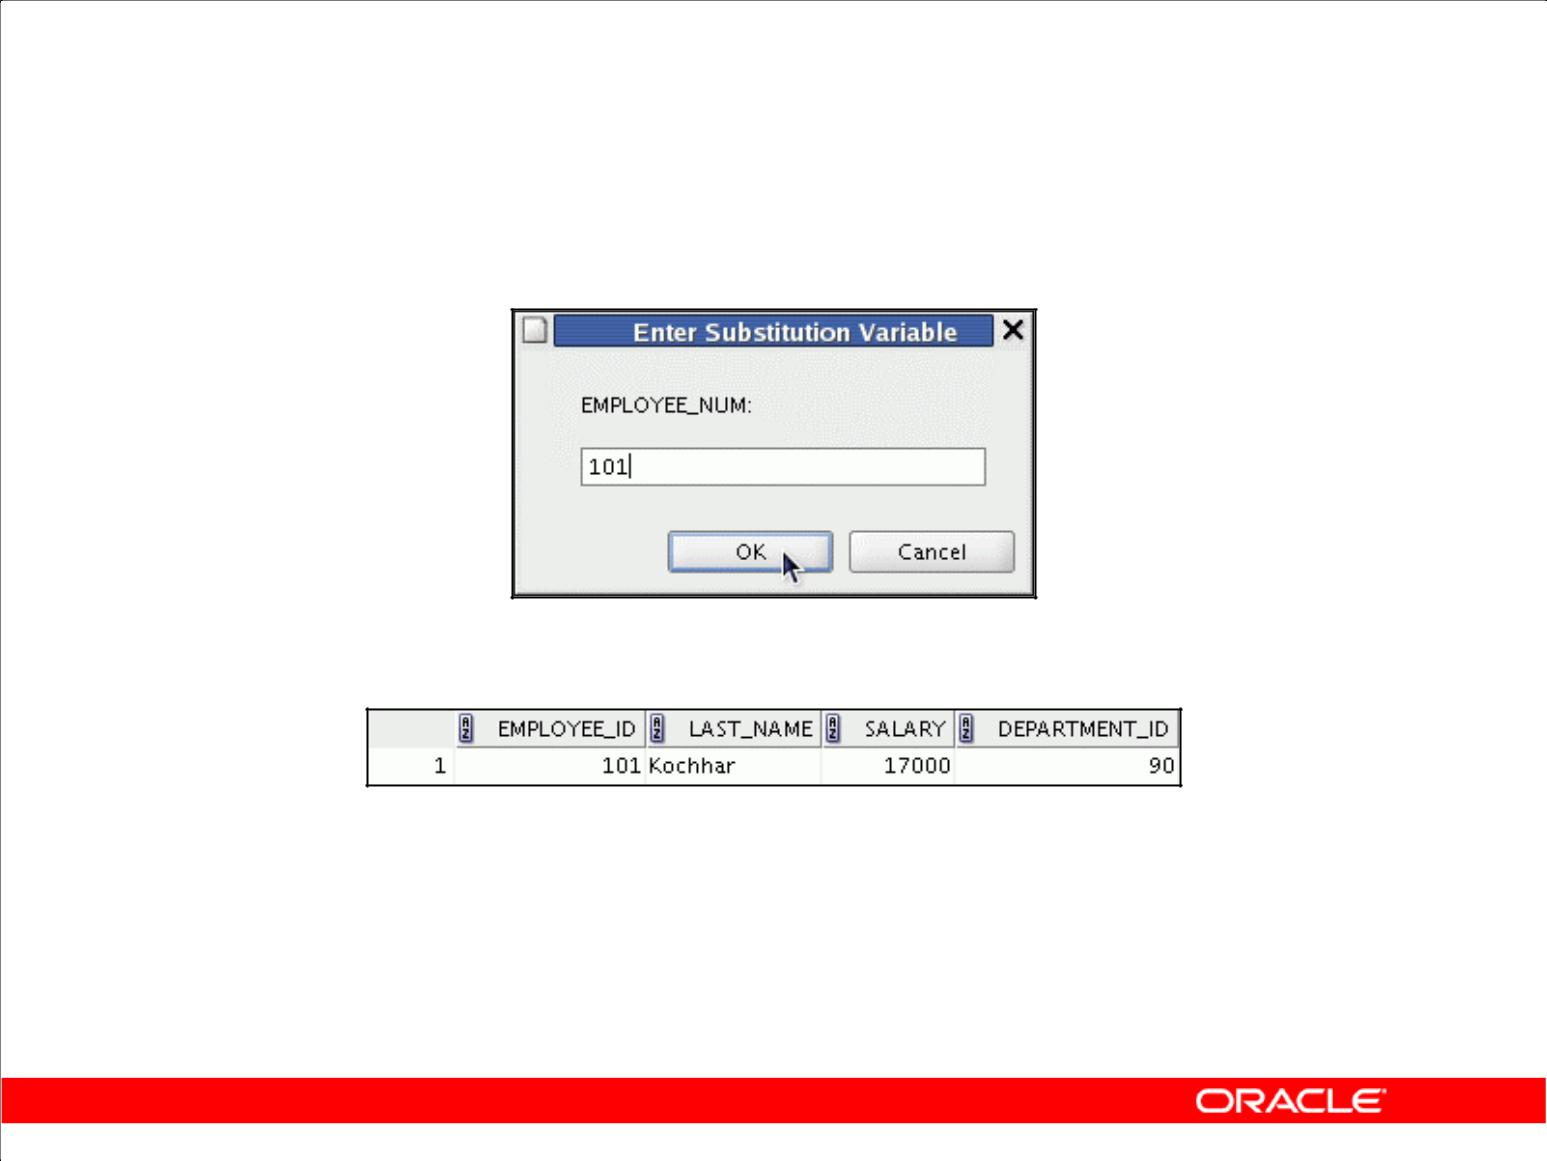 Enter Substitution Variable
EMPLOYEE_NUM:
101
OK Cancel
EMPLOYEE_ID LAST_NAME SALARY DEPARTMENT_ID
1 101 Kochhar 17000 90
ORACLE